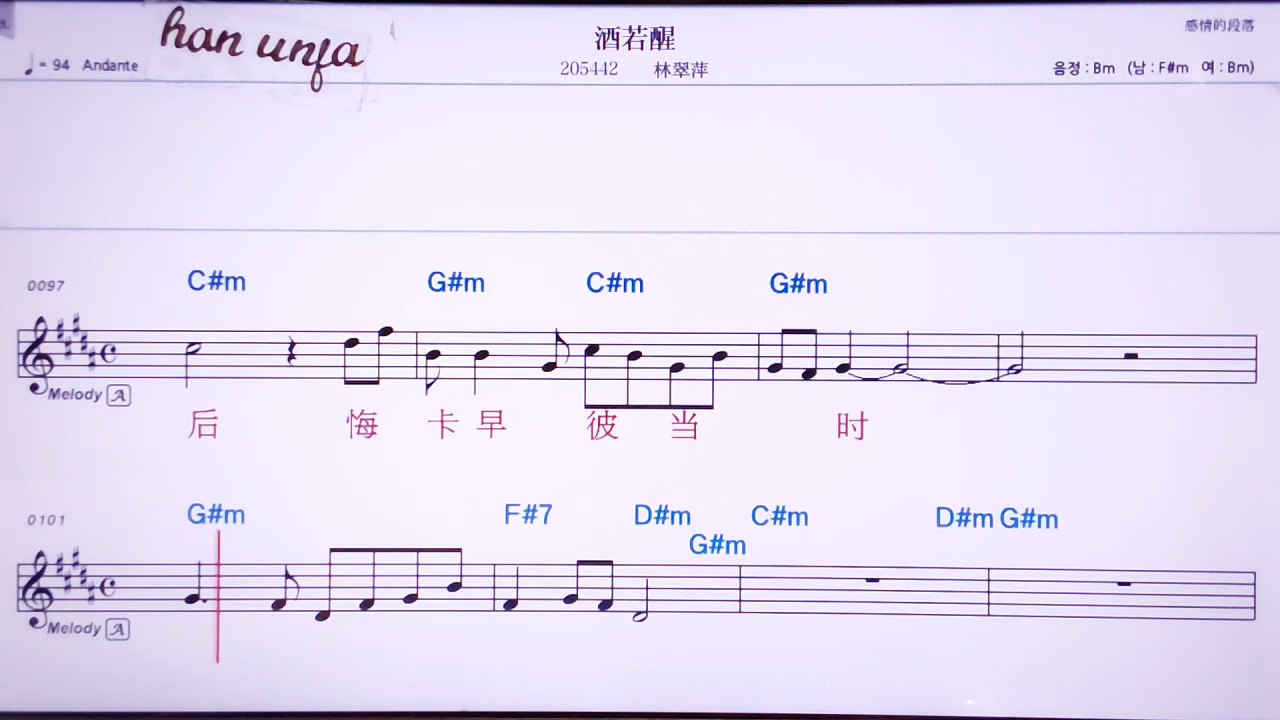 han unfa
酒若醒
感情的段落
♩= 94 Andante
205442 林翠萍
음정 : Bm (남 : F#m 여 : Bm)
0097 C#m G#m C#m G#m
Melody A
后 悔 卡 早 彼 当 时
0101 G#m F#7 D#m C#m D#m G#m
G#m
Melody A